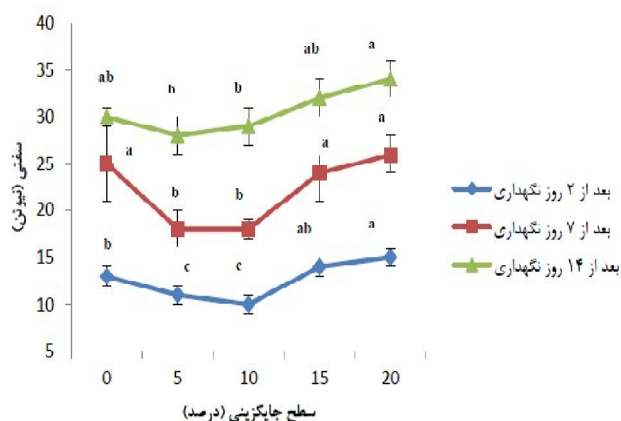 40
35
30
25
20
15
10
5
سفتی (نیوتن)
ab
b
b
ab
a
a
b
b
a
a
b
c
c
ab
a
0 5 10 15 20
سطح جایگزینی (درصد)
بعد از ۲ روز نگهداری
بعد از ۷ روز نگهداری
بعد از ۱۴ روز نگهداری